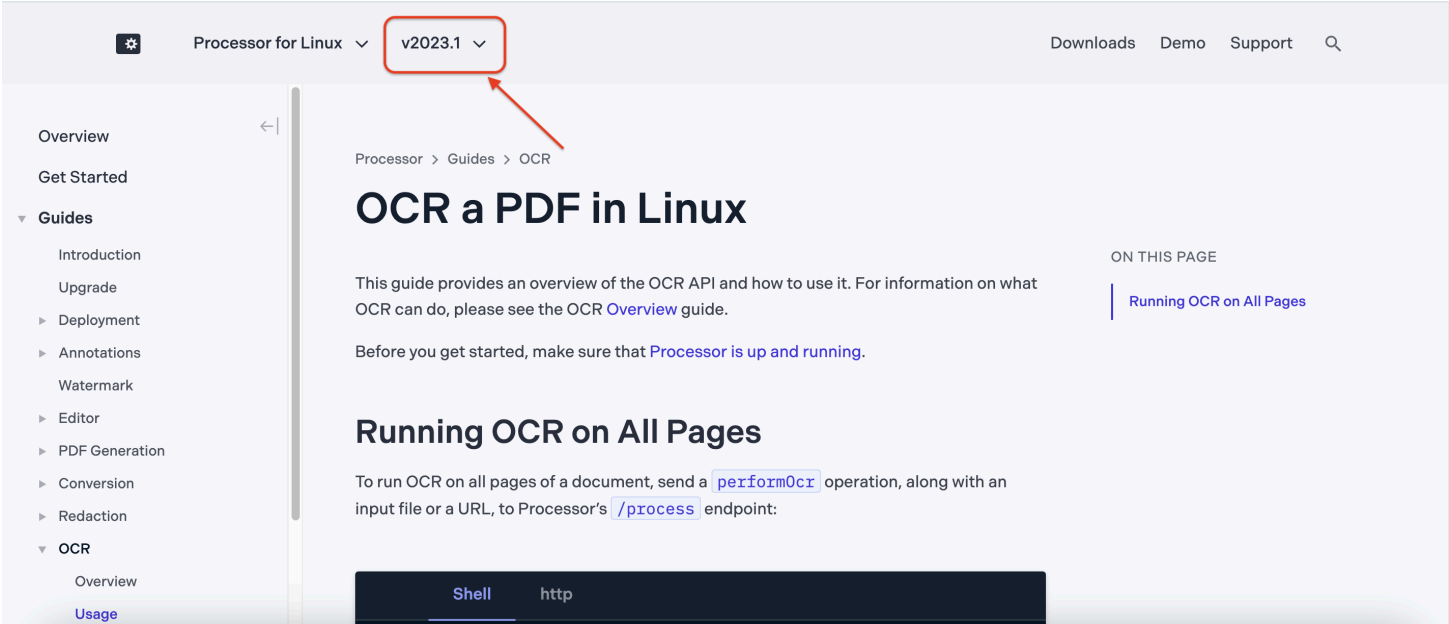 Processor for Linux
v2023.1
Downloads
Demo
Support
Overview
Get Started
Guides
Introduction
Upgrade
Deployment
Annotations
Watermark
Editor
PDF Generation
Conversion
Redaction
OCR
Overview
Usage
Processor > Guides > OCR
OCR a PDF in Linux
This guide provides an overview of the OCR API and how to use it. For information on what
OCR can do, please see the OCR Overview guide.
Before you get started, make sure that Processor is up and running.
Running OCR on All Pages
To run OCR on all pages of a document, send a performOcr operation, along with an
input file or a URL, to Processor’s /process endpoint:
Shell
http
ON THIS PAGE
Running OCR on All Pages